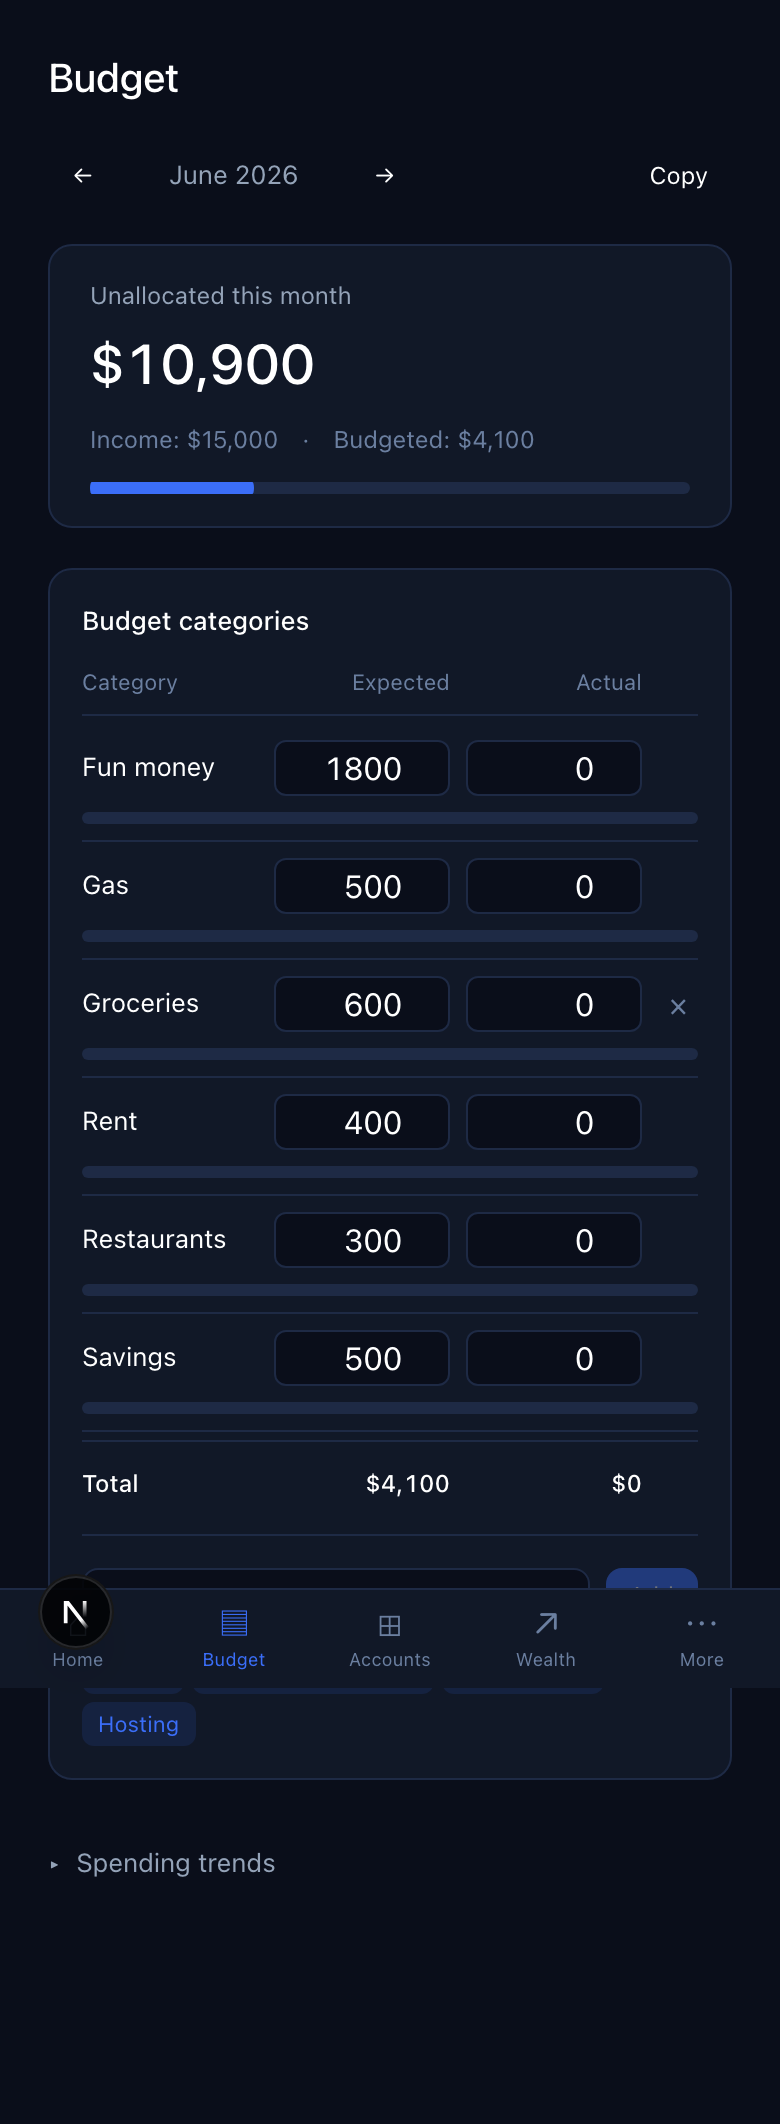 Budget
← June 2026 → Copy
Unallocated this month
$10,900
Income: $15,000 · Budgeted: $4,100
Budget categories
Category Expected Actual
Fun money 1800 0
Gas 500 0
Groceries 600 0 ×
Rent 400 0
Restaurants 300 0
Savings 500 0
Total $4,100 $0
N
Home Budget Accounts Wealth More
Hosting
▸ Spending trends